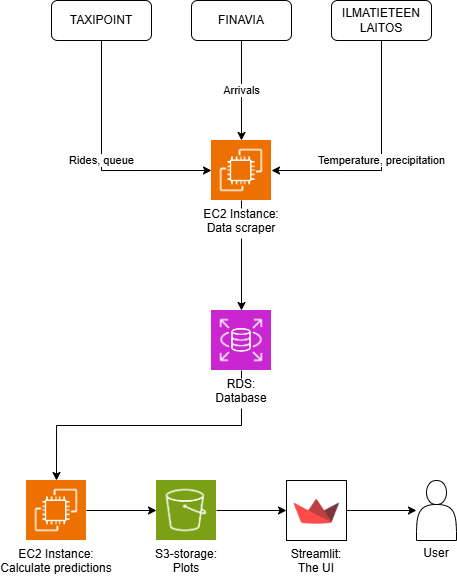 TAXIPOINT
FINAVIA
ILMATIETEEN
LAITOS
Arrivals
Rides, queue
Temperature, precipitation
EC2 Instance:
Data scraper
RDS:
Database
EC2 Instance:
Calculate predictions
S3-storage:
Plots
Streamlit:
The UI
User